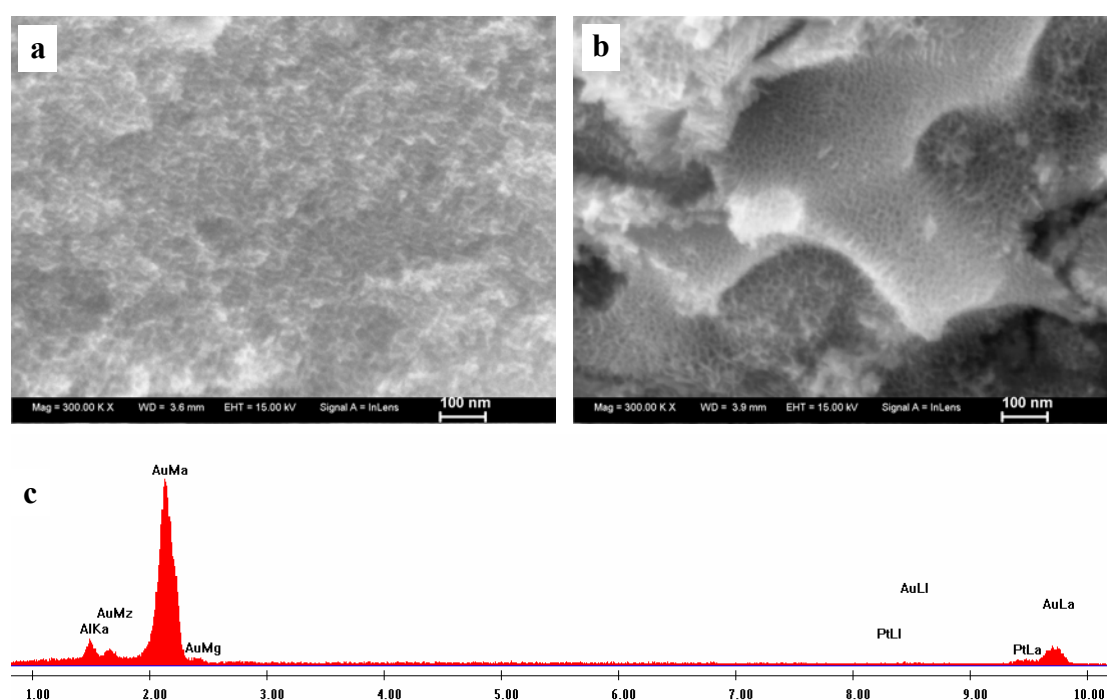 a
b
Mag = 300.00 K X WD = 3.6 mm EHT = 15.00 kV Signal A = InLens 100 nm
Mag = 300.00 K X WD = 3.9 mm EHT = 15.00 kV Signal A = InLens 100 nm
c
AuMa
AuMz
AlKa
AuMg
AuLl
PtLl
AuLa
PtLa
1.00 2.00 3.00 4.00 5.00 6.00 7.00 8.00 9.00 10.00